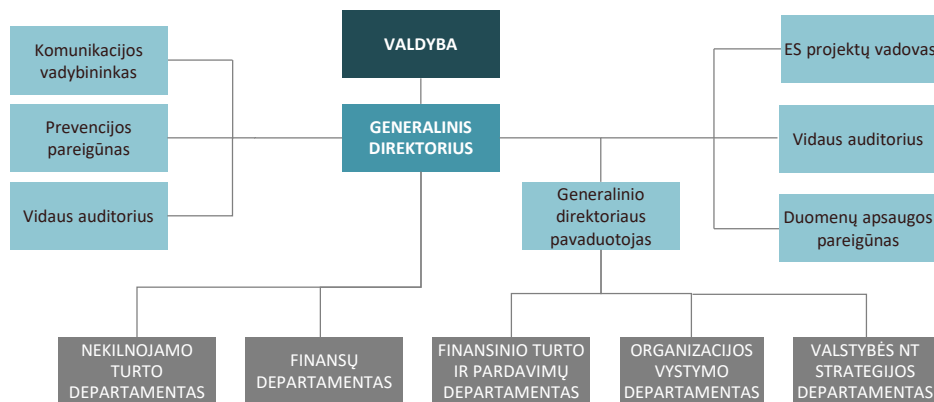 VALDYBA
Komunikacijos
vadybininkas
ES projektų vadovas
Prevencijos
pareigūnas
GENERALINIS
DIREKTORIUS
Vidaus auditorius
Vidaus auditorius
Generalinio
direktoriaus
pavaduotojas
Duomenų apsaugos
pareigūnas
NEKILNOJAMO
TURTO
DEPARTAMENTAS
FINANSŲ
DEPARTAMENTAS
FINANSINIO TURTO
IR PARDAVIMŲ
DEPARTAMENTAS
ORGANIZACIJOS
VYSTYMO
DEPARTAMENTAS
VALSTYBĖS NT
STRATEGIJOS
DEPARTAMENTAS